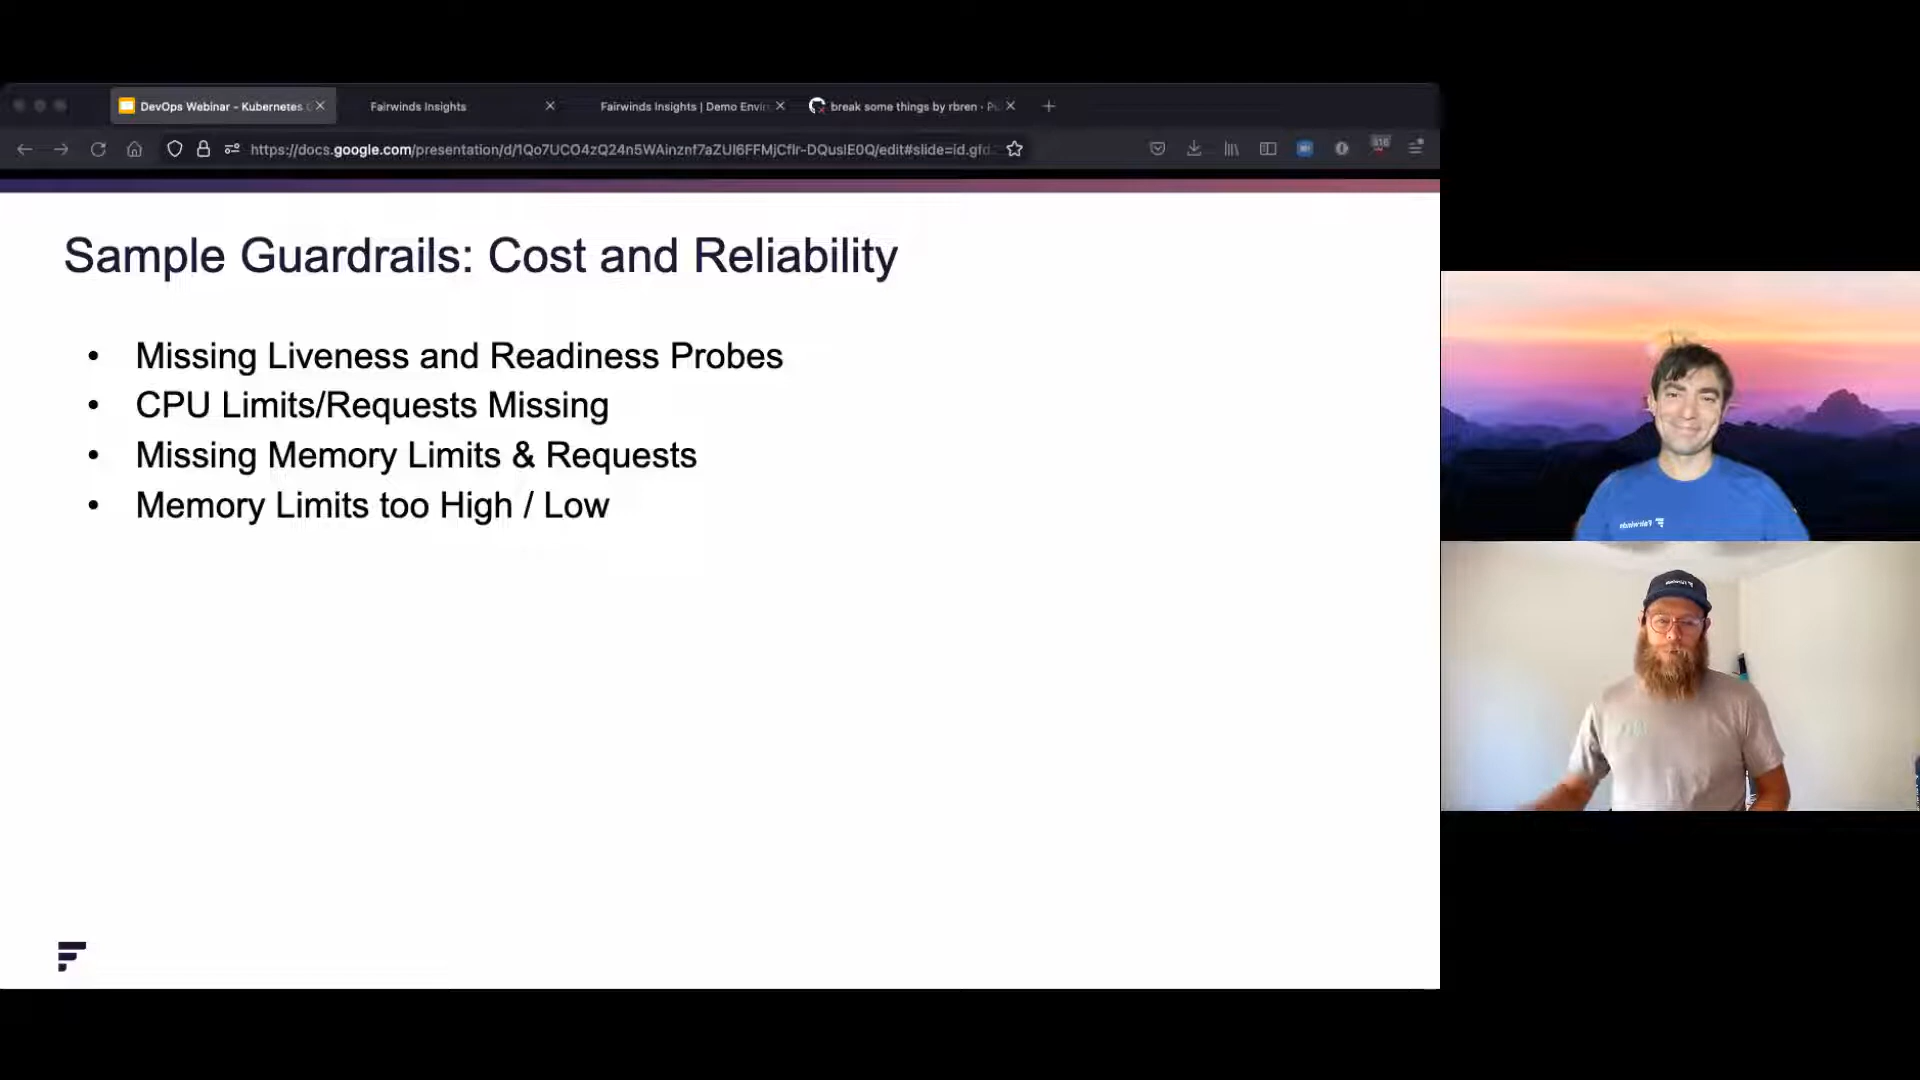 DevOps Webinar - Kubernetes
Fairwinds Insights
Fairwinds Insights | Demo Envir
break some things by rbren · P
https://docs.google.com/presentation/d/1Qo7UCO4zQ24n5WAinznf7aZUI6FFMjCfIr-DQusIE0Q/edit#slide=id.gfd
Sample Guardrails: Cost and Reliability
• Missing Liveness and Readiness Probes
• CPU Limits/Requests Missing
• Missing Memory Limits & Requests
• Memory Limits too High / Low
Fairwinds